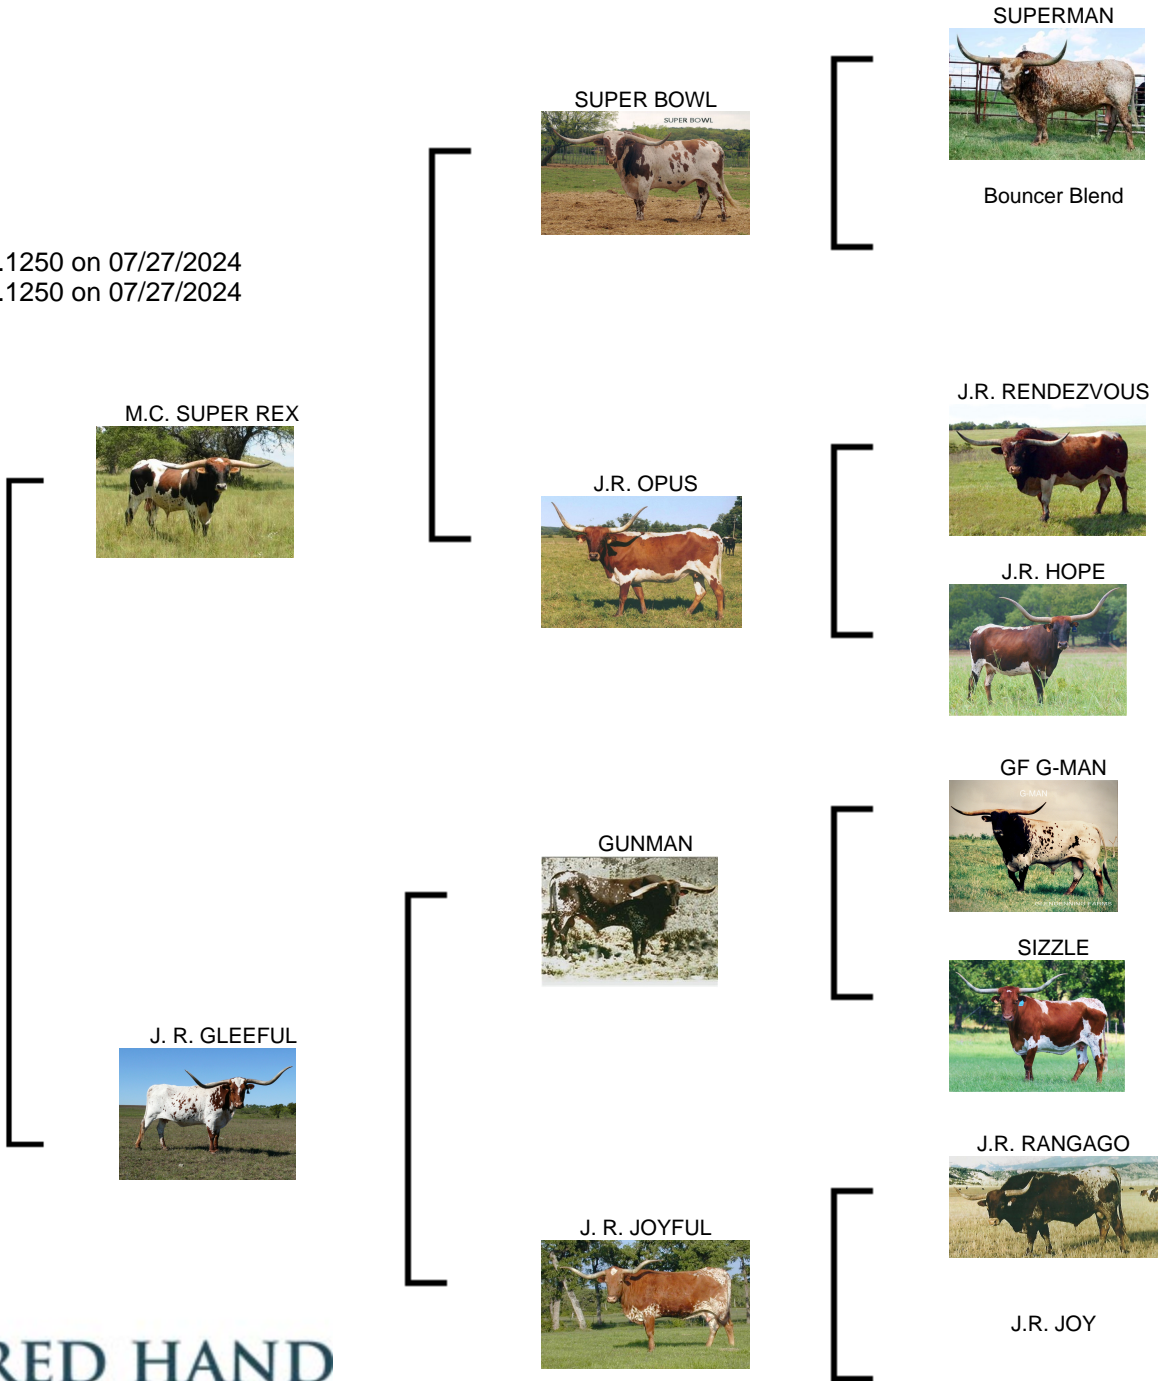 SUPERMAN
SUPER BOWL
SUPER BOWL
Bouncer Blend
.1250 on 07/27/2024
.1250 on 07/27/2024
J.R. RENDEZVOUS
M.C. SUPER REX
J.R. OPUS
J.R. HOPE
GF G-MAN
G-MAN
GUNMAN
SIZZLE
J. R. GLEEFUL
J.R. RANGAGO
J. R. JOYFUL
J.R. JOY
RED HAND